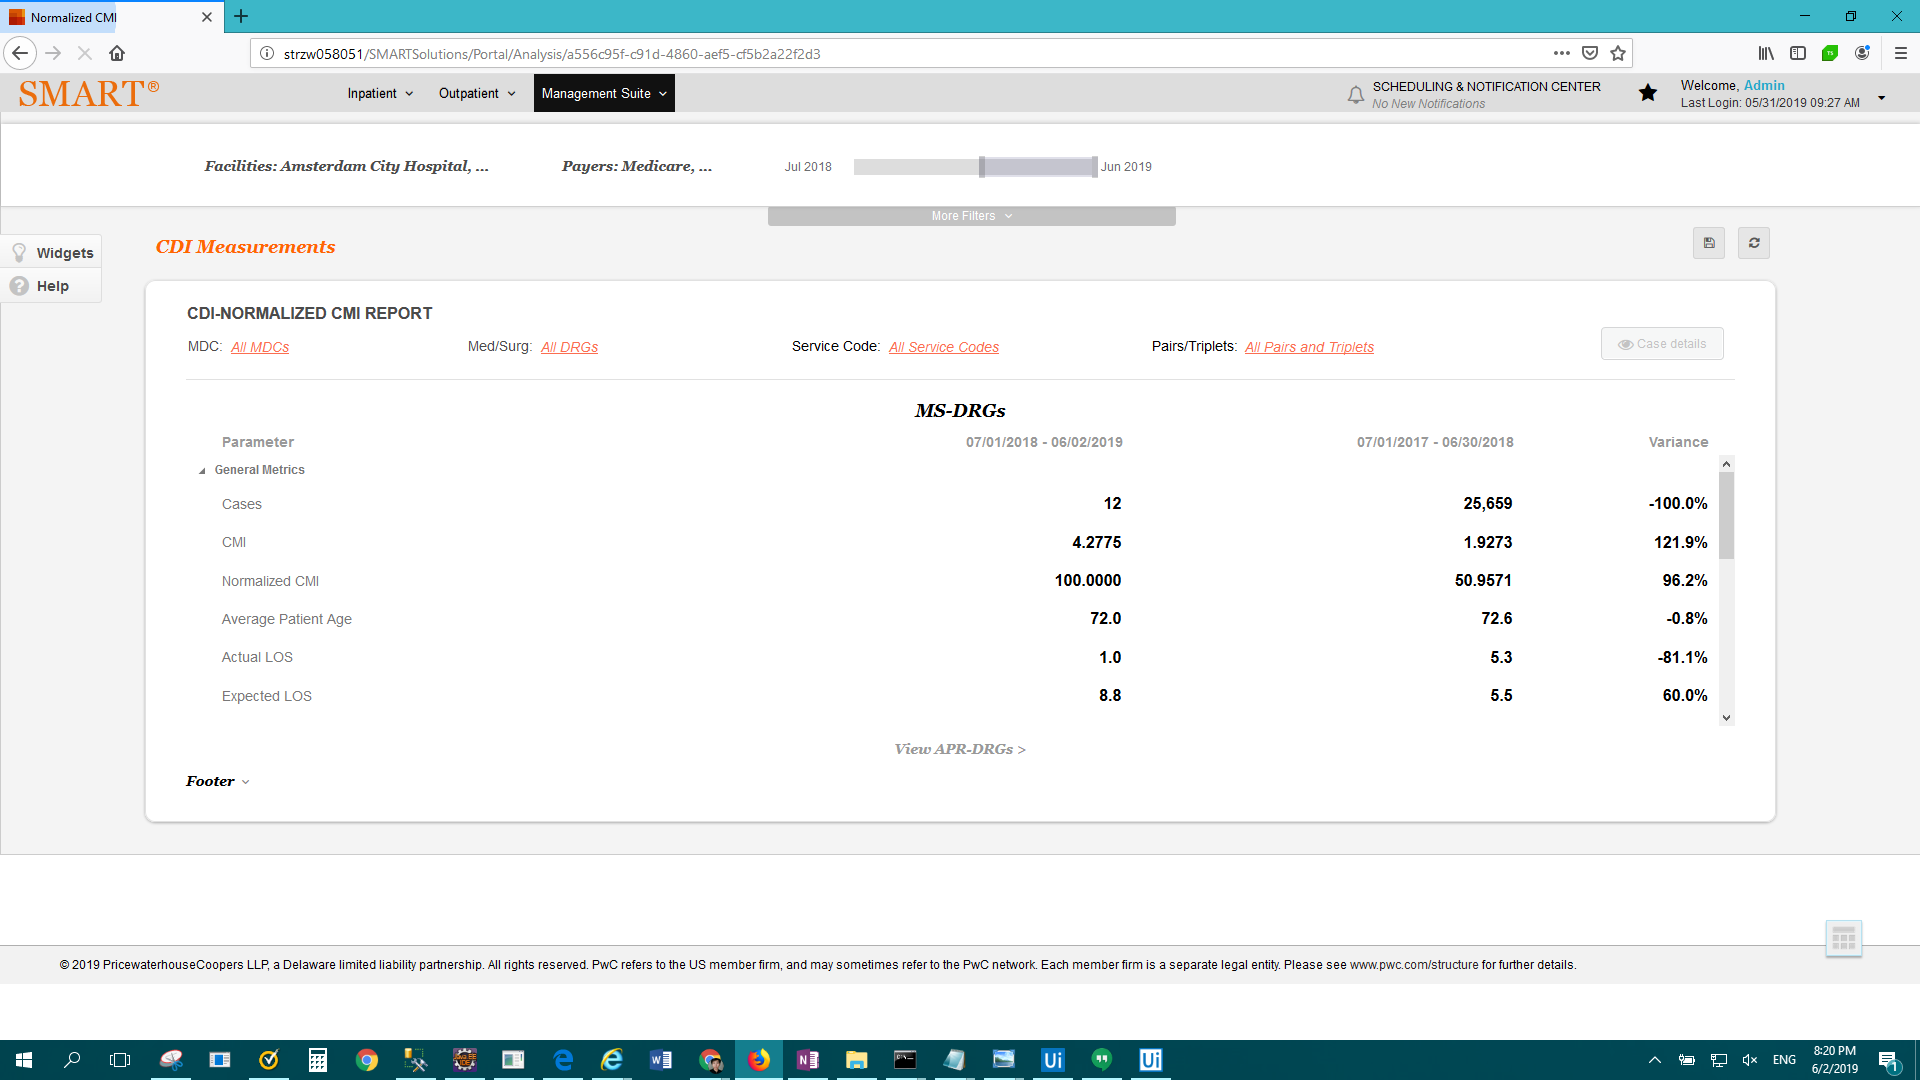 Normalized CMI
strzw058051/SMARTSolutions/Portal/Analysis/a556c95f-c91d-4860-aef5-cf5b2a22f2d3
SMART®
Inpatient
Outpatient
Management Suite
SCHEDULING & NOTIFICATION CENTER
No New Notifications
Welcome, Admin
Last Login: 05/31/2019 09:27 AM
Facilities: Amsterdam City Hospital, ...
Payers: Medicare, ...
Jul 2018
Jun 2019
More Filters
Widgets
Help
CDI Measurements
CDI-NORMALIZED CMI REPORT
MDC: All MDCs
Med/Surg: All DRGs
Service Code: All Service Codes
Pairs/Triplets: All Pairs and Triplets
Case details
MS-DRGs
Parameter 07/01/2018 - 06/02/2019 07/01/2017 - 06/30/2018 Variance
General Metrics
Cases 12 25,659 -100.0%
CMI 4.2775 1.9273 121.9%
Normalized CMI 100.0000 50.9571 96.2%
Average Patient Age 72.0 72.6 -0.8%
Actual LOS 1.0 5.3 -81.1%
Expected LOS 8.8 5.5 60.0%
View APR-DRGs >
Footer
© 2019 PricewaterhouseCoopers LLP, a Delaware limited liability partnership. All rights reserved. PwC refers to the US member firm, and may sometimes refer to the PwC network. Each member firm is a separate legal entity. Please see www.pwc.com/structure for further details.
ENG
8:20 PM
6/2/2019
1